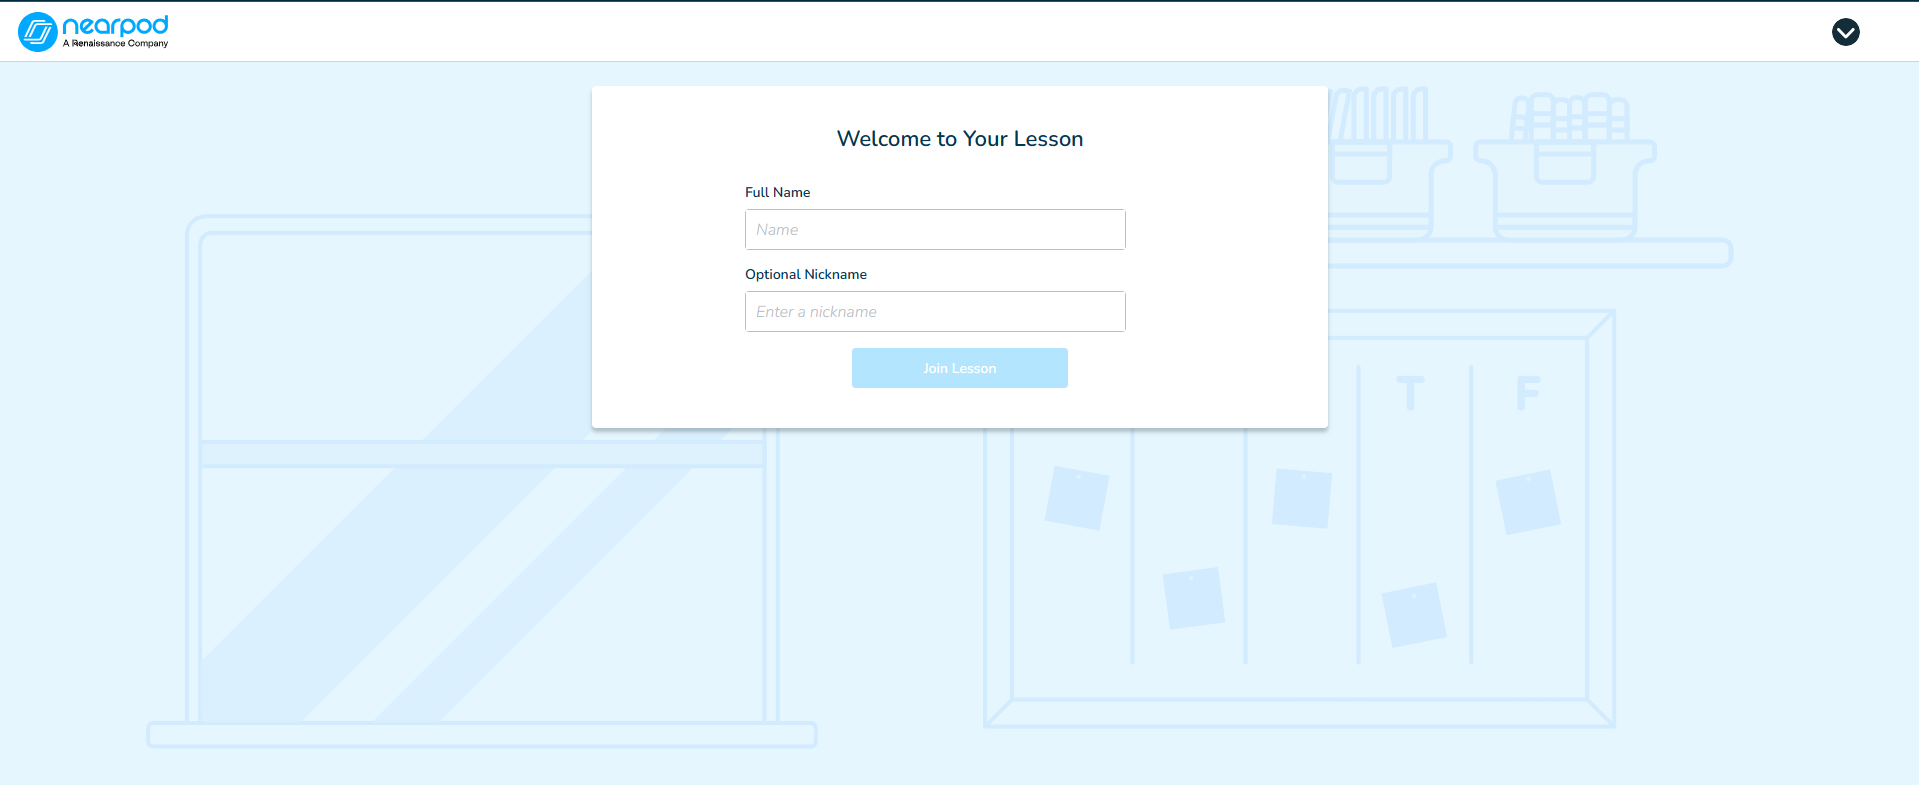 nearpod
A Renaissance Company
Welcome to Your Lesson
Full Name
Name
Optional Nickname
Enter a nickname
Join Lesson
T F